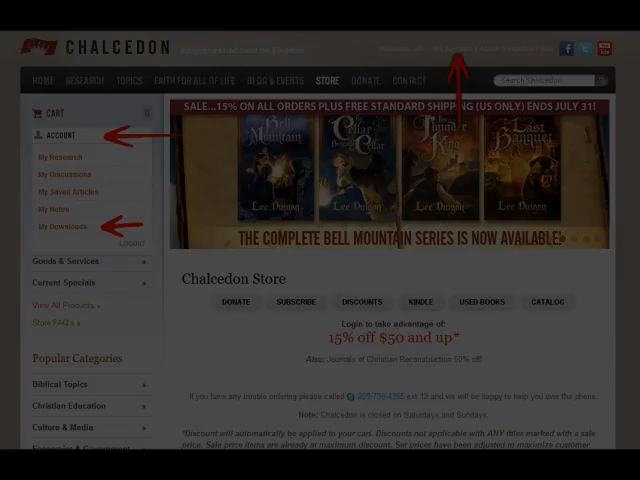 CHALCEDON
HOME RESEARCH TOPICS FAITH FOR ALL OF LIFE BLOG & EVENTS STORE DONATE CONTACT
Search Chalcedon
CART 0
ACCOUNT
My Research
My Discussions
My Saved Articles
My Notes
My Downloads
LOGOUT
Goods & Services »
Current Specials »
View All Products »
Store FAQ's »
Popular Categories
Biblical Topics »
Christian Education »
Culture & Media »
Economics & Government
SALE...15% ON ALL ORDERS PLUS FREE STANDARD SHIPPING (US ONLY) ENDS JULY 31!
Bell Mountain
Lee Duigon
The Cellar Beneath the Cellar
Lee Duigon
The Thunder King
Lee Duigon
The Last Banquet
Lee Duigon
THE COMPLETE BELL MOUNTAIN SERIES IS NOW AVAILABLE!
Chalcedon Store
DONATE SUBSCRIBE DISCOUNTS KINDLE USED BOOKS CATALOG
Login to take advantage of:
15% off $50 and up*
Also: Journals of Christian Reconstruction 50% off!
If you have any trouble ordering please called 209-736-4365 ext 12 and we will be happy to help you over the phone.
Note: Chalcedon is closed on Saturdays and Sundays.
*Discount will automatically be applied to your cart. Discounts not applicable with ANY titles marked with a sale
price. Sale price items are already at maximum discount. Set prices have been adjusted to maximize customer